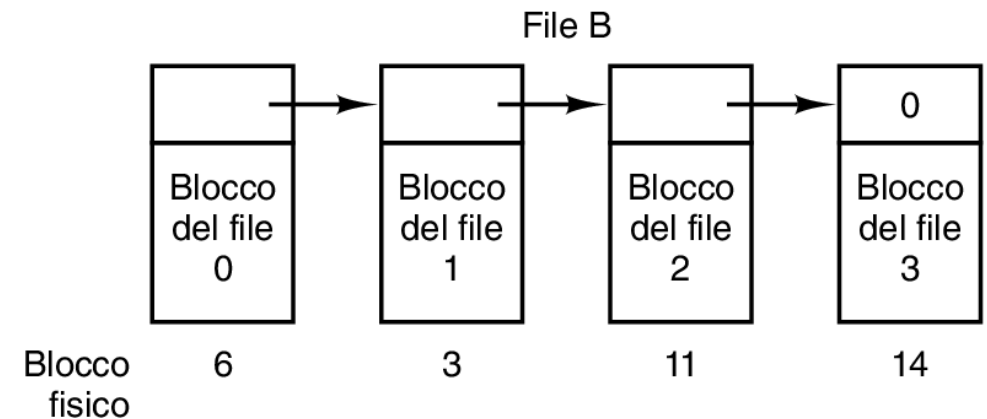 File B
0
Blocco
del file
0
Blocco
del file
1
Blocco
del file
2
Blocco
del file
3
Blocco
fisico
6
3
11
14